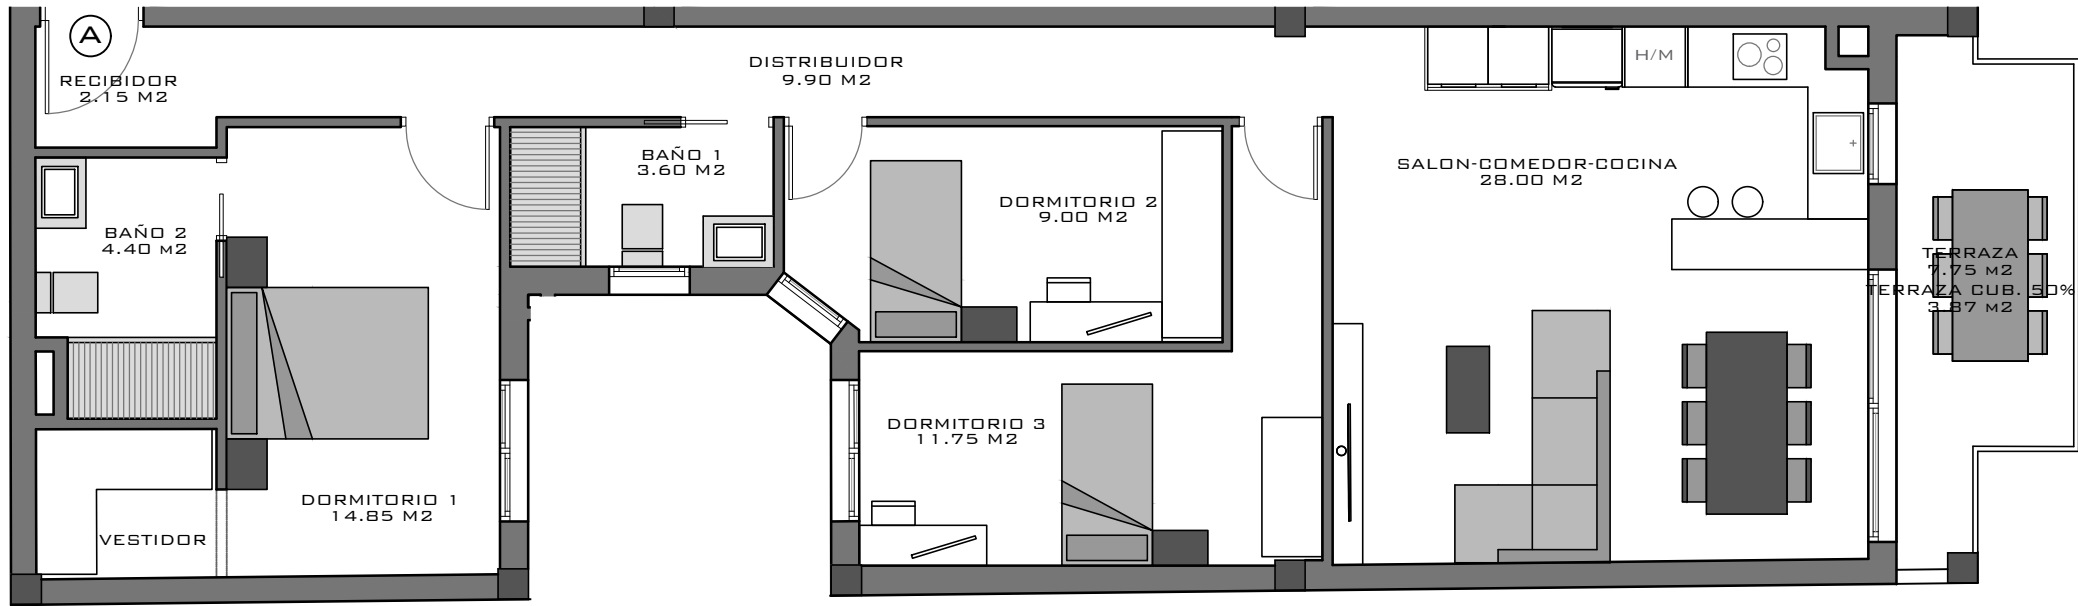 A
RECIBIDOR
2.15 M2
DISTRIBUIDOR
9.90 M2
H/M
BAÑO 1
3.60 M2
SALON-COMEDOR-COCINA
28.00 M2
DORMITORIO 2
9.00 M2
BAÑO 2
4.40 M2
TERRAZA
7.75 M2
TERRAZA CUB. 50%
3.87 M2
DORMITORIO 3
11.75 M2
DORMITORIO 1
14.85 M2
VESTIDOR